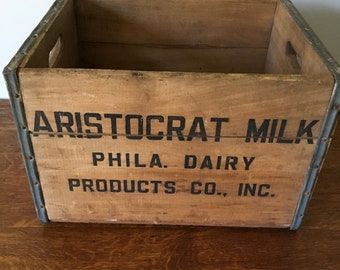 ARISTOCRAT MILK
PHILA. DAIRY
PRODUCTS CO., INC.